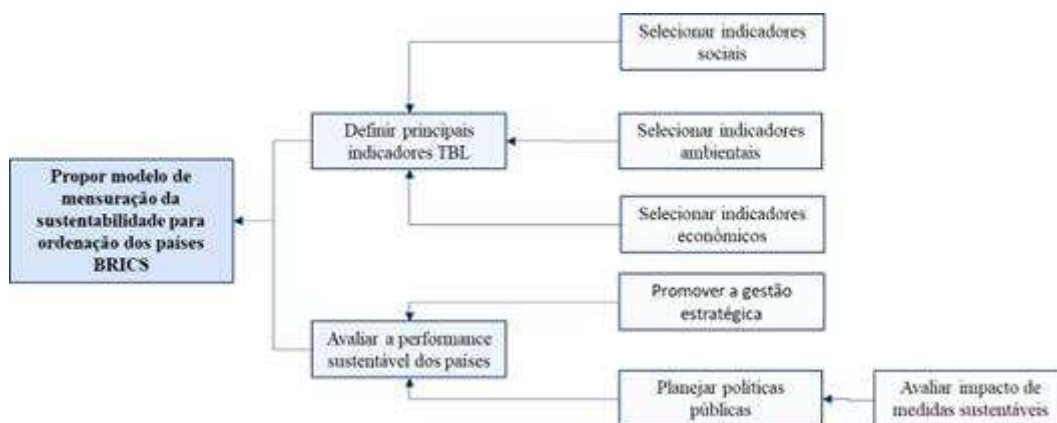 Propor modelo de
mensuração da
sustentabilidade para
ordenação dos países
BRICS
Definir principais
indicadores TBL
Selecionar indicadores
sociais
Selecionar indicadores
ambientais
Selecionar indicadores
econômicos
Avaliar a performance
sustentável dos países
Promover a gestão
estratégica
Planejar políticas
públicas
Avaliar impacto de
medidas sustentáveis